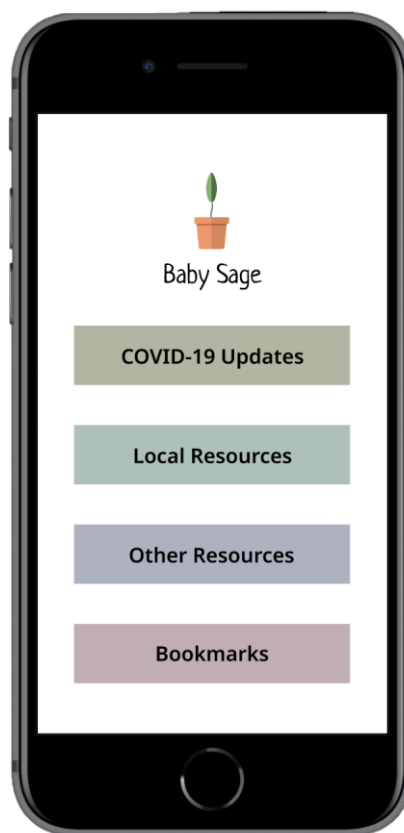 Baby Sage
COVID-19 Updates
Local Resources
Other Resources
Bookmarks